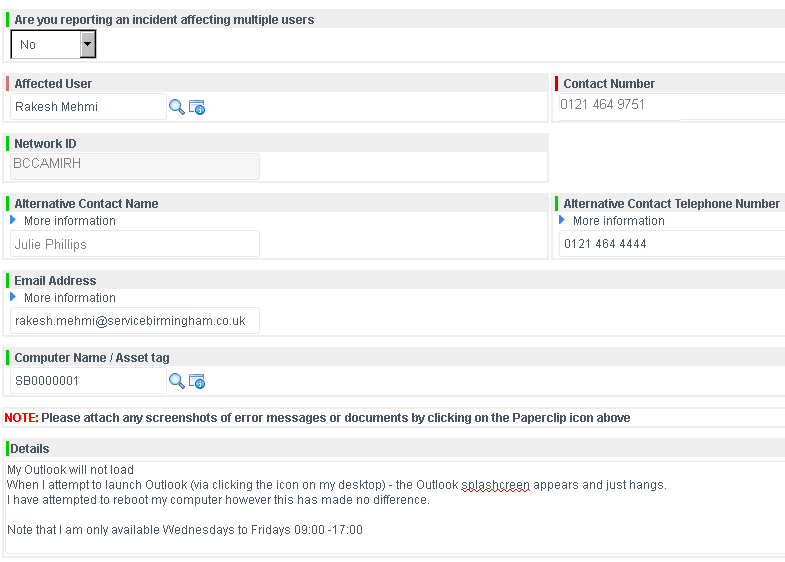 Are you reporting an incident affecting multiple users
No
Affected User
Contact Number
Rakesh Mehmi
0121 464 9751
Network ID
BCCAMIRH
Alternative Contact Name
Alternative Contact Telephone Number
More information
More information
Julie Phillips
0121 464 4444
Email Address
More information
rakesh.mehmi@servicebirmingham.co.uk
Computer Name / Asset tag
SB0000001
NOTE: Please attach any screenshots of error messages or documents by clicking on the Paperclip icon above
Details
My Outlook will not load
When I attempt to launch Outlook (via clicking the icon on my desktop) - the Outlook splashcreen appears and just hangs.
I have attempted to reboot my computer however this has made no difference.
Note that I am only available Wednesdays to Fridays 09:00 -17:00